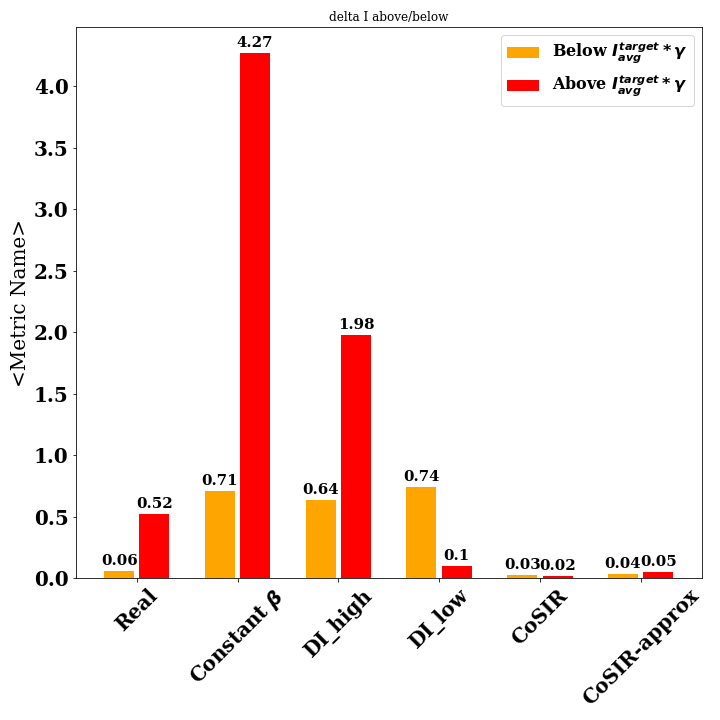 delta I above/below
Below I_{avg}^{target} * γ
Above I_{avg}^{target} * γ
<Metric Name>
4.0
3.5
3.0
2.5
2.0
1.5
1.0
0.5
0.0
0.06
0.52
0.71
4.27
0.64
1.98
0.74
0.1
0.03
0.02
0.04
0.05
Real
Constant β
DI_high
DI_low
CoSIR
CoSIR-approx